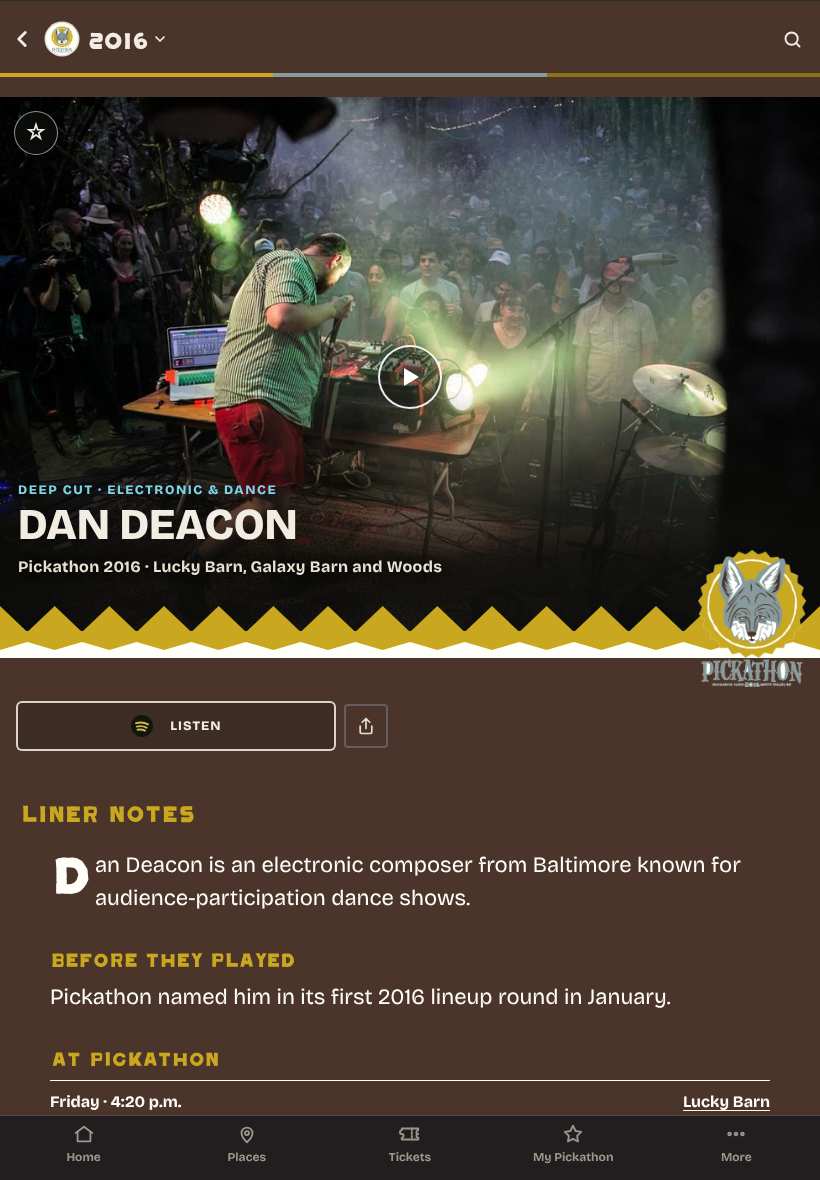 2016
DEEP CUT · ELECTRONIC & DANCE
DAN DEACON
Pickathon 2016 · Lucky Barn, Galaxy Barn and Woods
PICKATHON
LISTEN
LINER NOTES
Dan Deacon is an electronic composer from Baltimore known for
audience-participation dance shows.
BEFORE THEY PLAYED
Pickathon named him in its first 2016 lineup round in January.
AT PICKATHON
Friday · 4:20 p.m.
Lucky Barn
Home
Places
Tickets
My Pickathon
More